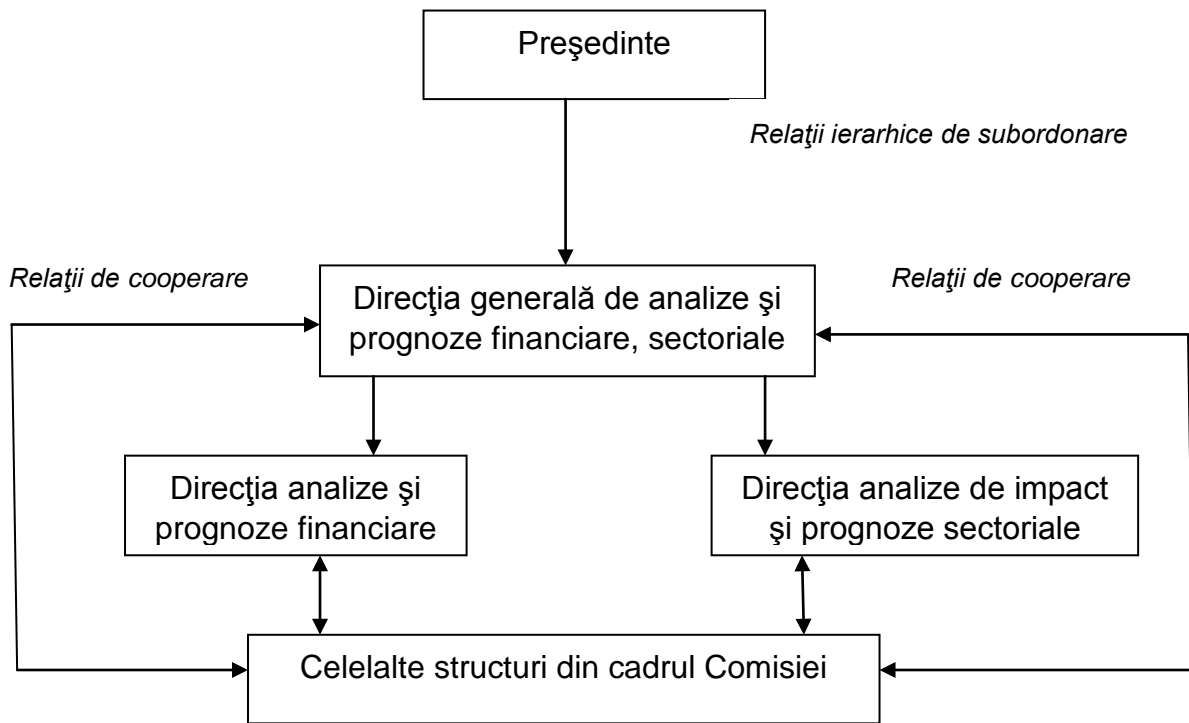 Preşedinte
Relaţii ierarhice de subordonare
Relaţii de cooperare
Relaţii de cooperare
Direcţia generală de analize şi
prognoze financiare, sectoriale
Direcţia analize şi
prognoze financiare
Direcţia analize de impact
şi prognoze sectoriale
Celelalte structuri din cadrul Comisiei